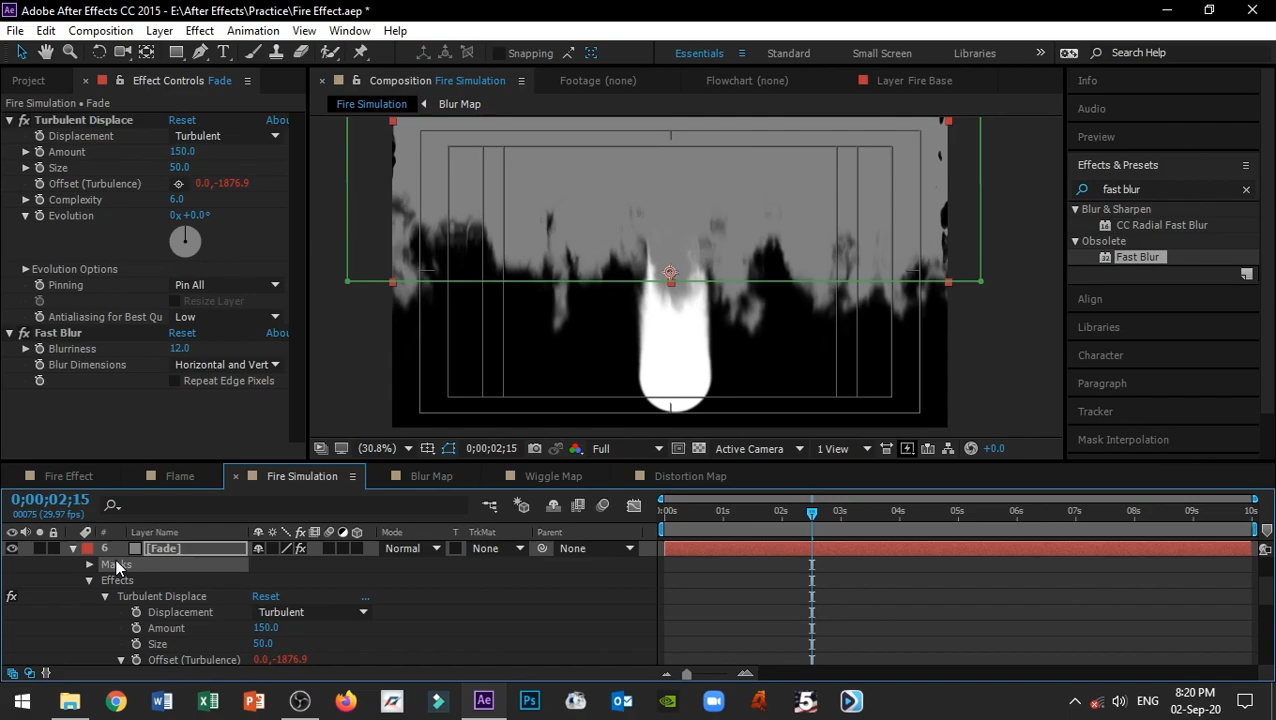 Adobe After Effects CC 2015 - E:\After Effects\Practice\Fire Effect.aep *
File Edit Composition Layer Effect Animation View Window Help
Snapping Essentials Standard Small Screen Libraries Search Help
Project Effect Controls Fade Composition Fire Simulation Footage (none) Flowchart (none) Layer Fire Base Info
Fire Simulation • Fade Fire Simulation Blur Map
Turbulent Displace Reset Abou Audio
Displacement Turbulent Preview
Amount 150.0
Size 50.0 Effects & Presets
Offset (Turbulence) 0.0,-1876.9 fast blur
Complexity 6.0 Blur & Sharpen
Evolution 0x+0.0° CC Radial Fast Blur
Obsolete
Fast Blur
Evolution Options
Pinning Pin All Align
Resize Layer
Antialiasing for Best Qu Low Libraries
Fast Blur Reset Abou
Blurriness 12.0 Character
Blur Dimensions Horizontal and Vert
Repeat Edge Pixels Paragraph
Tracker
Mask Interpolation
(30.8%) 0;00;02;15 Full Active Camera 1 View +0.0
Fire Effect Flame Fire Simulation Blur Map Wiggle Map Distortion Map
0;00;02;15
00075 (29.97 fps) :00s 01s 02s 03s 04s 05s 06s 07s 08s 09s 10s
# Layer Name Mode T TrkMat Parent
6 [Fade] Normal None None
Masks
Effects
Turbulent Displace Reset ...
Displacement Turbulent
Amount 150.0
Size 50.0
Offset (Turbulence) 0.0,-1876.9
ENG 8:20 PM
02-Sep-20